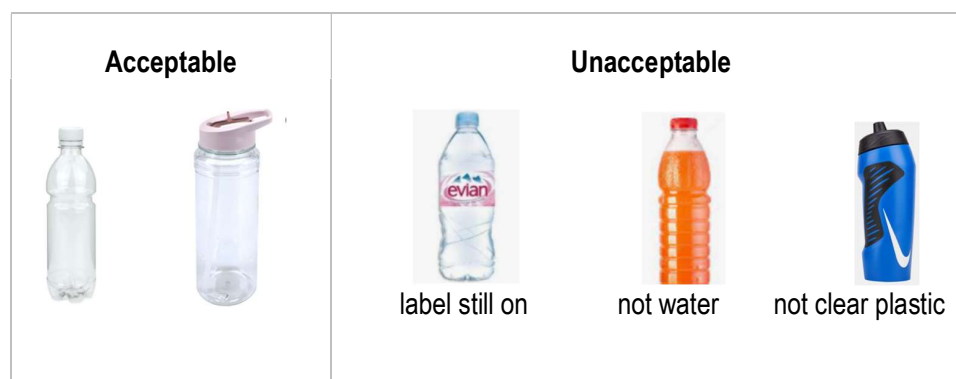 Acceptable
Unacceptable
evian
label still on
not water
not clear plastic